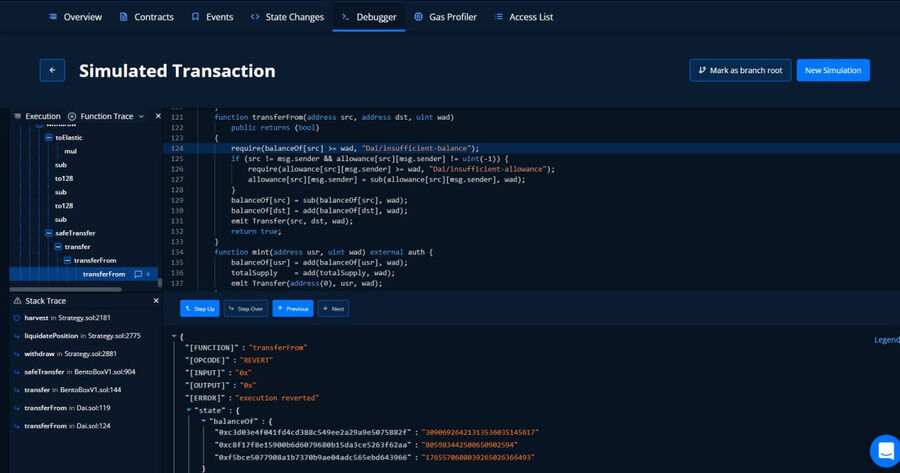 Overview
Contracts
Events
State Changes
Debugger
Gas Profiler
Access List
Simulated Transaction
Mark as branch root
New Simulation
Execution
Function Trace
toElastic
mul
sub
to128
sub
to128
sub
safeTransfer
transfer
transferFrom
transferFrom
121 function transferFrom(address src, address dst, uint wad)
122 public returns (bool)
123 {
124 require(balanceOf[src] >= wad, "Dai/insufficient-balance");
125 if (src != msg.sender && allowance[src][msg.sender] != uint(-1)) {
126 require(allowance[src][msg.sender] >= wad, "Dai/insufficient-allowance");
127 allowance[src][msg.sender] = sub(allowance[src][msg.sender], wad);
128 }
129 balanceOf[src] = sub(balanceOf[src], wad);
130 balanceOf[dst] = add(balanceOf[dst], wad);
131 emit Transfer(src, dst, wad);
132 return true;
133 }
134 function mint(address usr, uint wad) external auth {
135 balanceOf[usr] = add(balanceOf[usr], wad);
136 totalSupply = add(totalSupply, wad);
137 emit Transfer(address(0), usr, wad);
Stack Trace
harvest in Strategy.sol:2181
liquidatePosition in Strategy.sol:2775
withdraw in Strategy.sol:2881
safeTransfer in BentoBoxV1.sol:904
transfer in BentoBoxV1.sol:144
transferFrom in Dai.sol:119
transferFrom in Dai.sol:124
Step Up
Step Over
Previous
Next
Legend
{
"[FUNCTION]" : "transferFrom"
"[OPCODE]" : "REVERT"
"[INPUT]" : "0x"
"[OUTPUT]" : "0x"
"[ERROR]" : "execution reverted"
"state" : {
"balanceOf" : {
"0xc3d03e4f041fd4cd388c549ee2a29a9e5075882f" : "3090692642131353603514561​7"
"0xc8f17f8e15900b6d6079680b15da3ce5263f62aa" : "805983442500650902594"
"0xf5bce5077908a1b7370b9ae04adc565ebd643966" : "176557060803926502636​6493"
}